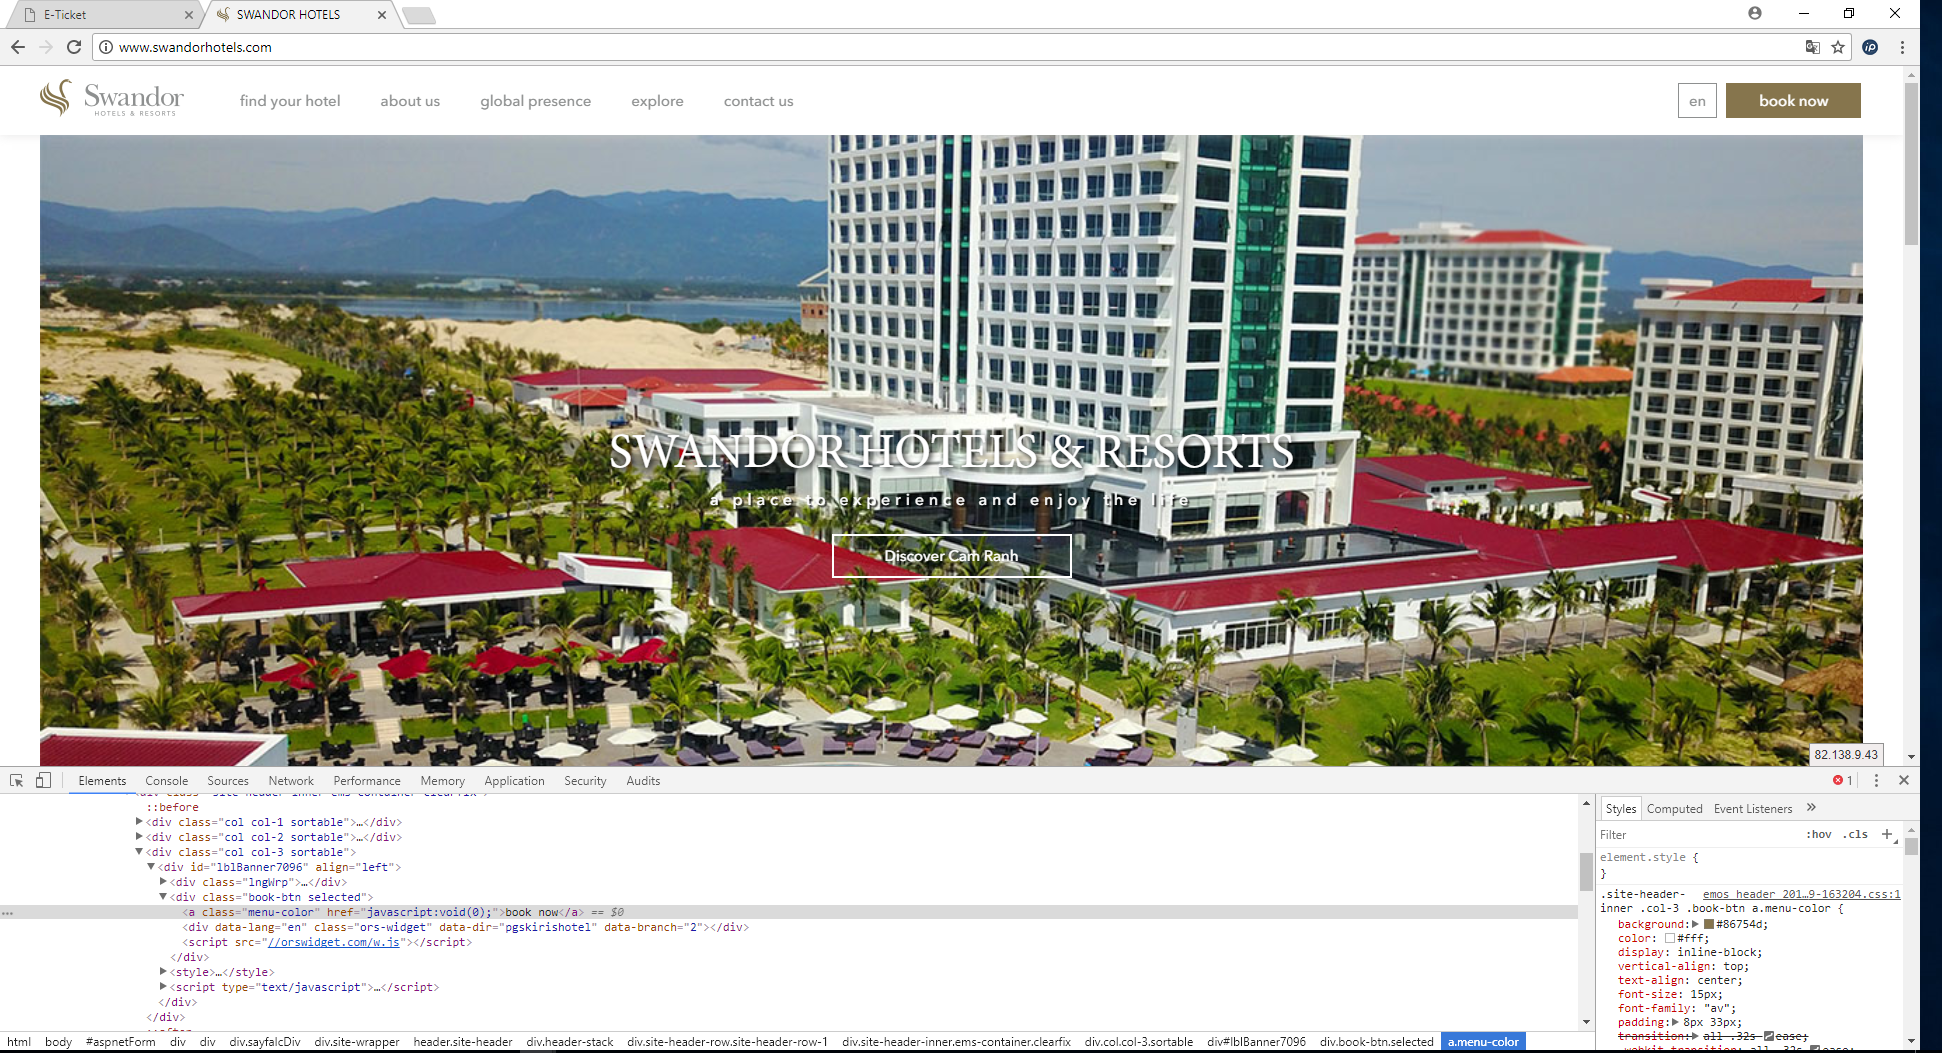 E-Ticket
SWANDOR HOTELS
www.swandorhotels.com
Swandor
HOTELS & RESORTS
find your hotel
about us
global presence
explore
contact us
en
book now
SWANDOR HOTELS & RESORTS
a place to experience and enjoy the life
Discover Cam Ranh
82.138.9.43
Elements Console Sources Network Performance Memory Application Security Audits
1
::before
<div class="col col-1 sortable">…</div>
<div class="col col-2 sortable">…</div>
<div class="col col-3 sortable">
<div id="lblBanner7096" align="left">
<div class="lngWrp">…</div>
<div class="book-btn selected">
<a class="menu-color" href="javascript:void(0);">book now</a> == $0
<div data-lang="en" class="ors-widget" data-dir="pgskirishotel" data-branch="2"></div>
<script src="//orswidget.com/w.js"></script>
</div>
<style>…</style>
<script type="text/javascript">…</script>
</div>
</div>
html body #aspnetForm div div div.sayfaIcDiv div.site-wrapper header.site-header div.header-stack div.site-header-row.site-header-row-1 div.site-header-inner.ems-container.clearfix div.col.col-3.sortable div#lblBanner7096 div.book-btn.selected a.menu-color
Styles Computed Event Listeners »
Filter :hov .cls +
element.style {
}
.site-header- emos_header_201…9-163204.css:1
inner .col-3 .book-btn a.menu-color {
background: #86754d;
color: #fff;
display: inline-block;
vertical-align: top;
text-align: center;
font-size: 15px;
font-family: "av";
padding: 8px 33px;
transition: all .32s ease;
-webkit-transition: all .32s ease;